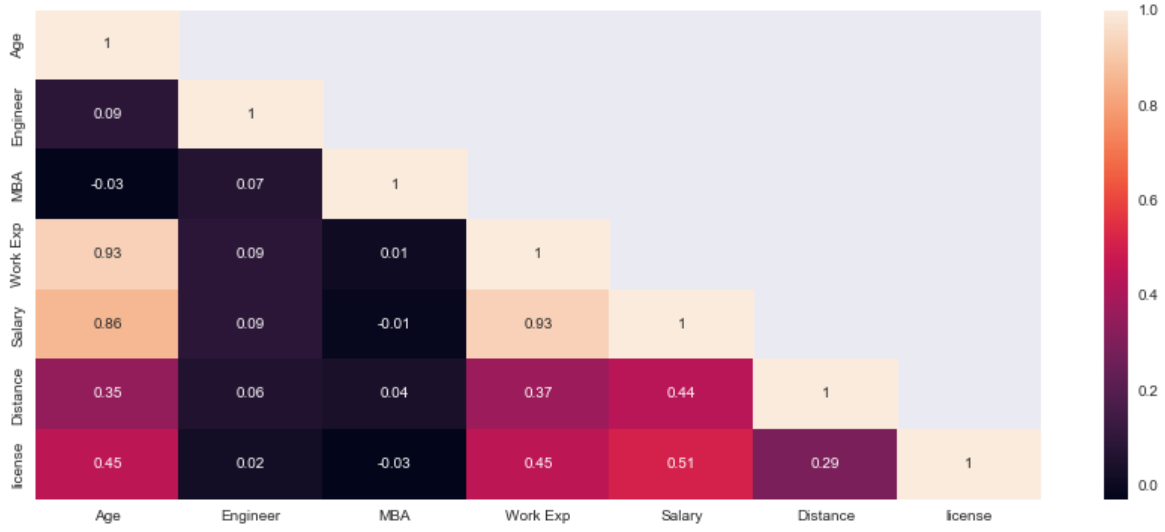 Age 1
Engineer 0.09 1
MBA -0.03 0.07 1
Work Exp 0.93 0.09 0.01 1
Salary 0.86 0.09 -0.01 0.93 1
Distance 0.35 0.06 0.04 0.37 0.44 1
license 0.45 0.02 -0.03 0.45 0.51 0.29 1
Age Engineer MBA Work Exp Salary Distance license
1.0
0.8
0.6
0.4
0.2
0.0